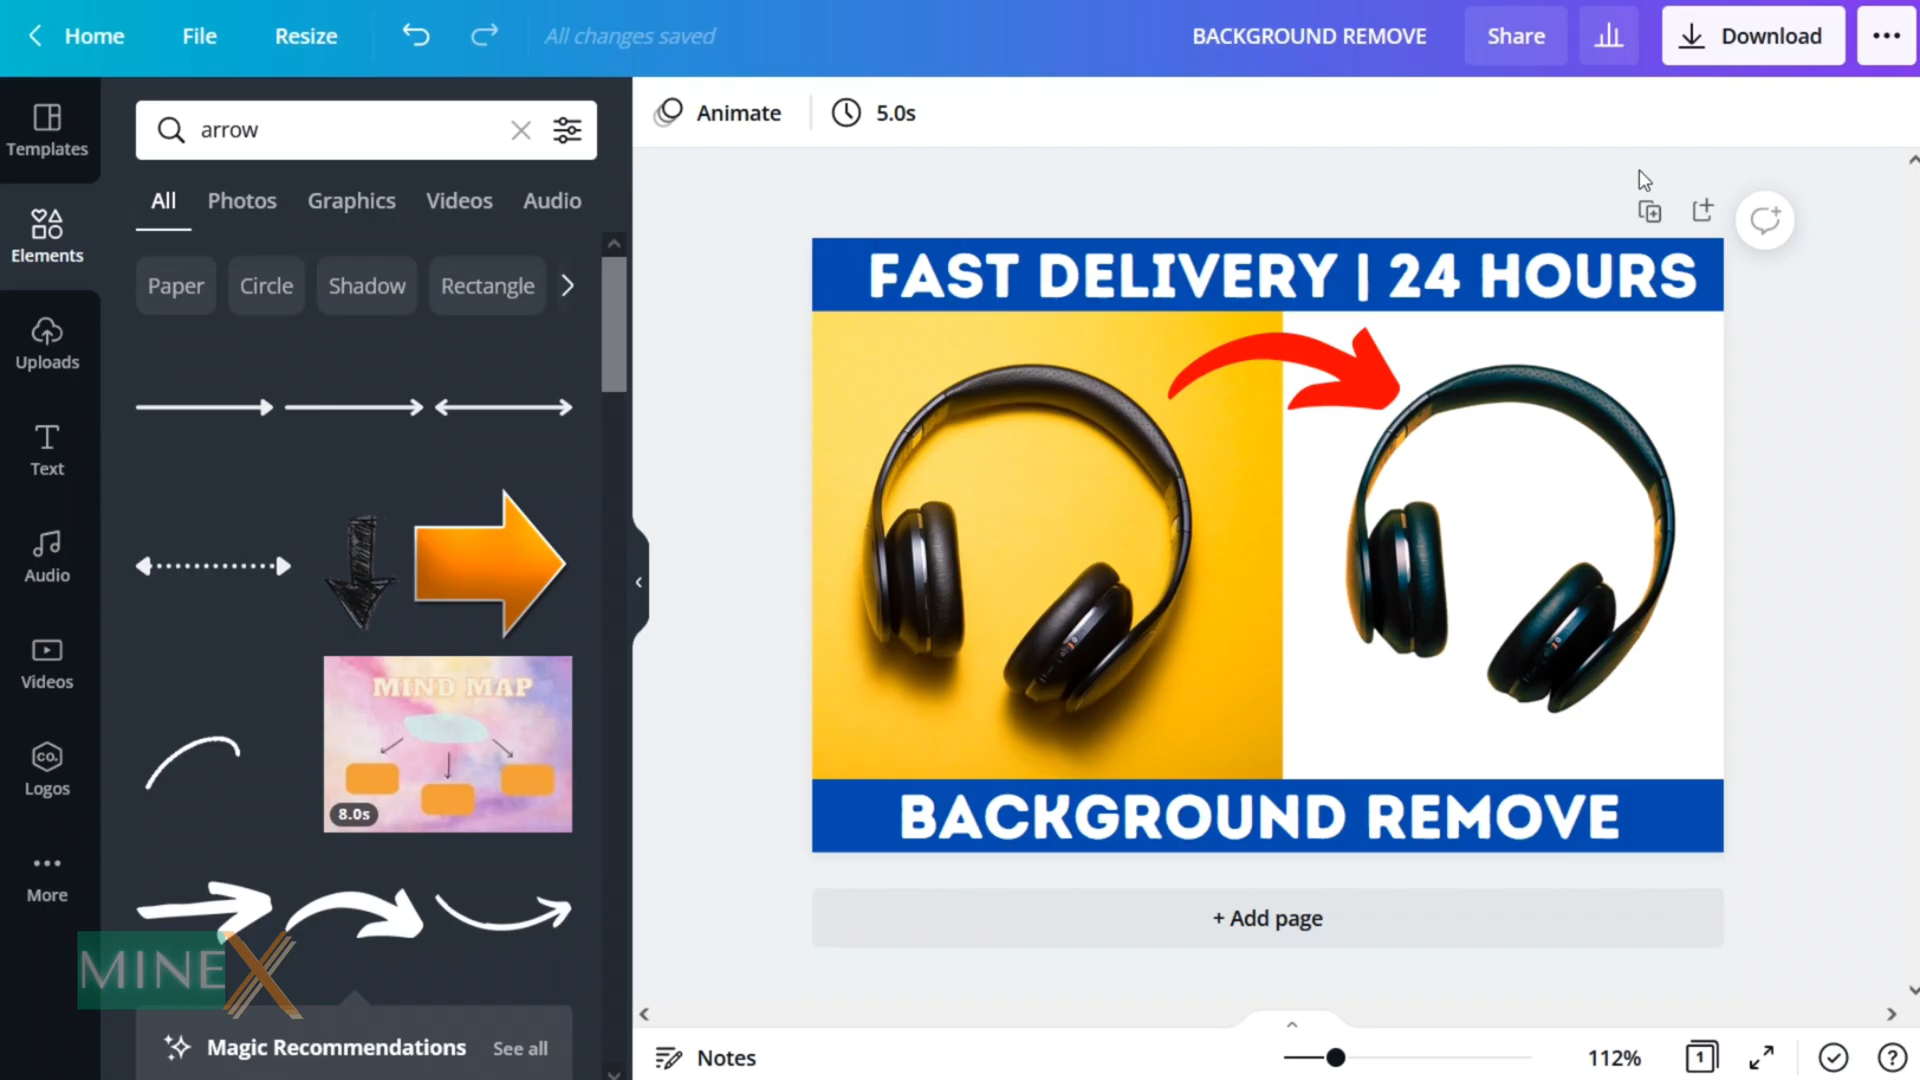 Home File Resize All changes saved BACKGROUND REMOVE Share Download
Templates
Elements
Uploads
Text
Audio
Videos
co.
Logos
More
arrow
All Photos Graphics Videos Audio
Paper Circle Shadow Rectangle
MIND MAP
8.0s
MINEX
Magic Recommendations See all
Animate 5.0s
FAST DELIVERY | 24 HOURS
BACKGROUND REMOVE
+ Add page
Notes 112% 1 ?